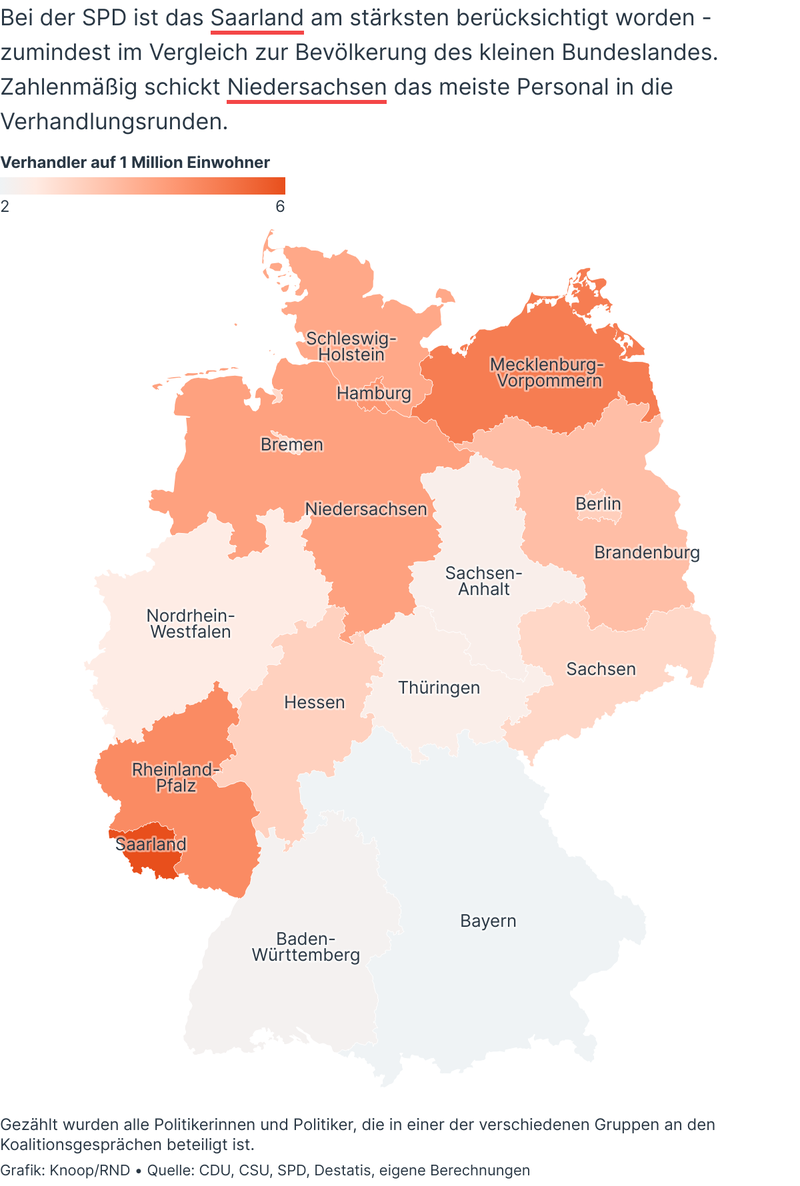 Bei der SPD ist das Saarland am stärksten berücksichtigt worden -
zumindest im Vergleich zur Bevölkerung des kleinen Bundeslandes.
Zahlenmäßig schickt Niedersachsen das meiste Personal in die
Verhandlungsrunden.
Verhandler auf 1 Million Einwohner
2 6
Schleswig-
Holstein
Mecklenburg-
Vorpommern
Hamburg
Bremen
Niedersachsen
Berlin
Brandenburg
Sachsen-
Anhalt
Nordrhein-
Westfalen
Sachsen
Thüringen
Hessen
Rheinland-
Pfalz
Saarland
Bayern
Baden-
Württemberg
Gezählt wurden alle Politikerinnen und Politiker, die in einer der verschiedenen Gruppen an den
Koalitionsgesprächen beteiligt ist.
Grafik: Knoop/RND • Quelle: CDU, CSU, SPD, Destatis, eigene Berechnungen